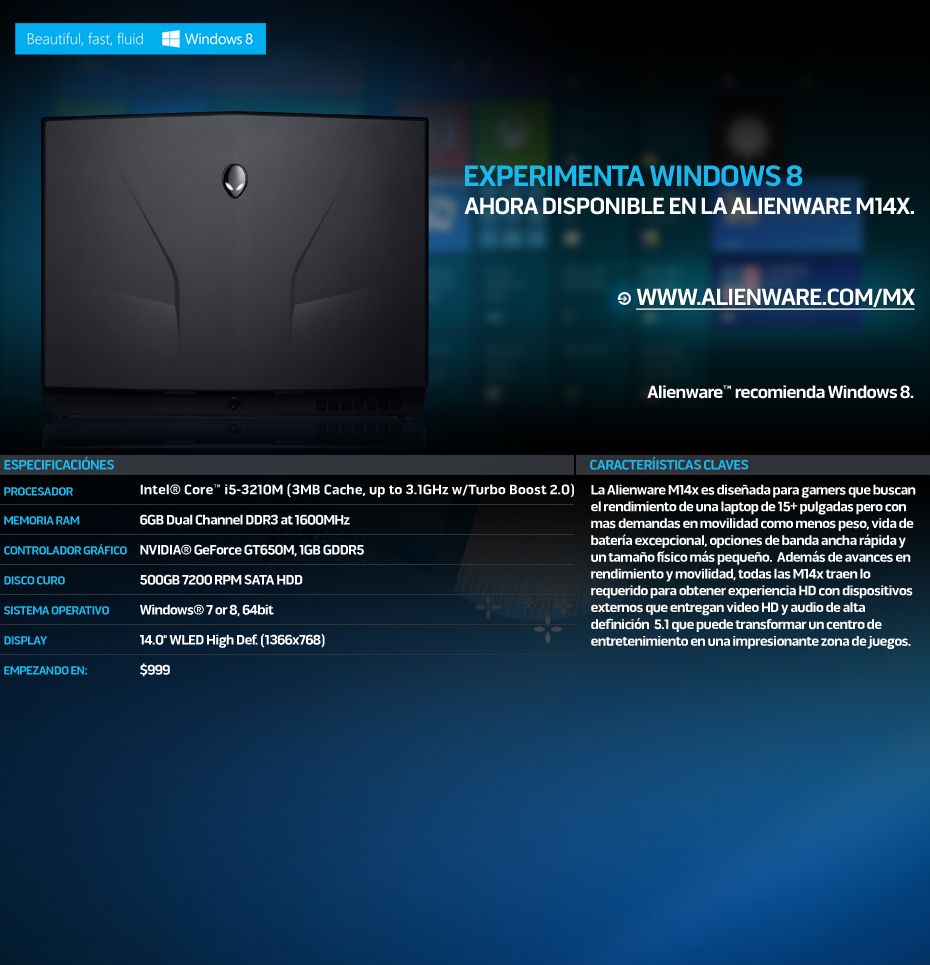 Beautiful, fast, fluid Windows 8
EXPERIMENTA WINDOWS 8
AHORA DISPONIBLE EN LA ALIENWARE M14X.
WWW.ALIENWARE.COM/MX
Alienware™ recomienda Windows 8.
ESPECIFICACIÓNES
PROCESADOR Intel® Core™ i5-3210M (3MB Cache, up to 3.1GHz w/Turbo Boost 2.0)
MEMORIA RAM 6GB Dual Channel DDR3 at 1600MHz
CONTROLADOR GRÁFICO NVIDIA® GeForce GT650M, 1GB GDDR5
DISCO CURO 500GB 7200 RPM SATA HDD
SISTEMA OPERATIVO Windows® 7 or 8, 64bit
DISPLAY 14.0" WLED High Def. (1366x768)
EMPEZANDO EN: $999
CARACTERÍISTICAS CLAVES
La Alienware M14x es diseñada para gamers que buscan
el rendimiento de una laptop de 15+ pulgadas pero con
mas demandas en movilidad como menos peso, vida de
batería excepcional, opciones de banda ancha rápida y
un tamaño físico más pequeño. Además de avances en
rendimiento y movilidad, todas las M14x traen lo
requerido para obtener experiencia HD con dispositivos
externos que entregan video HD y audio de alta
definición 5.1 que puede transformar un centro de
entretenimiento en una impresionante zona de juegos.